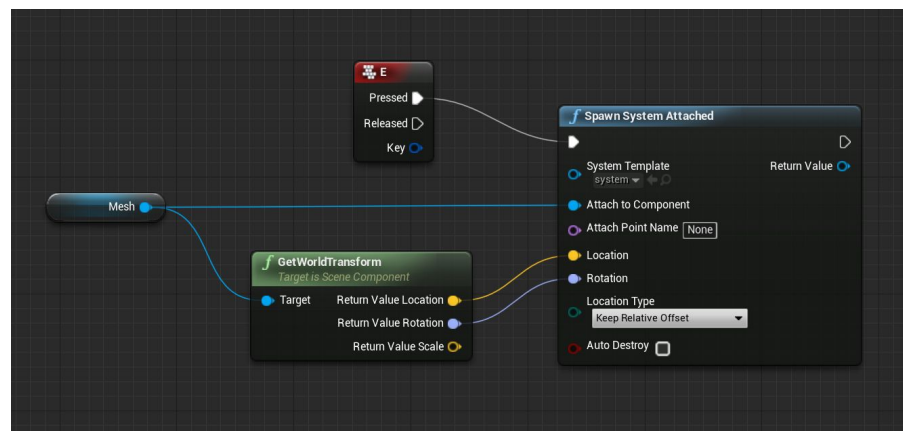 E
Pressed
Released
Key
Mesh
f GetWorldTransform
Target is Scene Component
Target Return Value Location
Return Value Rotation
Return Value Scale
f Spawn System Attached
System Template Return Value
system
Attach to Component
Attach Point Name None
Location
Rotation
Location Type
Keep Relative Offset
Auto Destroy